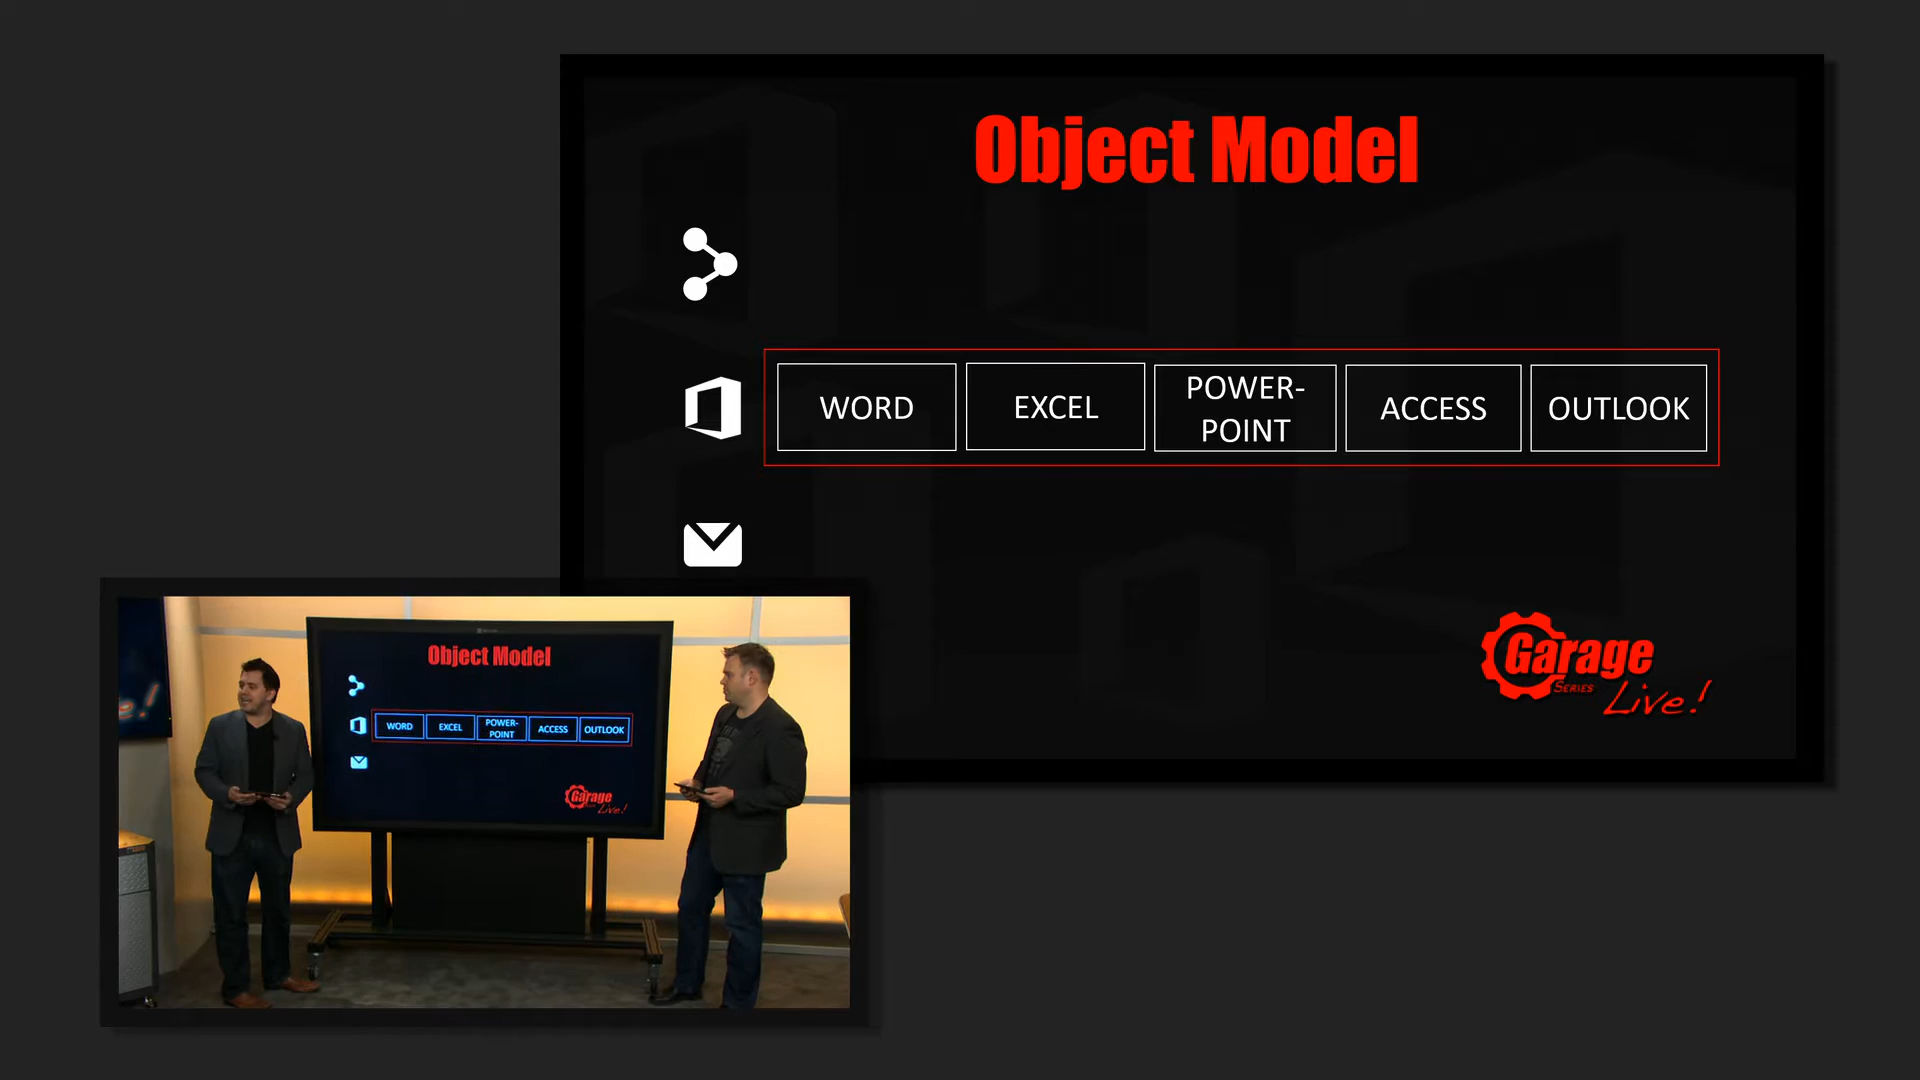 Object Model
WORD
EXCEL
POWER-
POINT
ACCESS
OUTLOOK
Garage
SERIES
Live!
Object Model
WORD
EXCEL
POWER-
POINT
ACCESS
OUTLOOK
Garage
Live!
e!